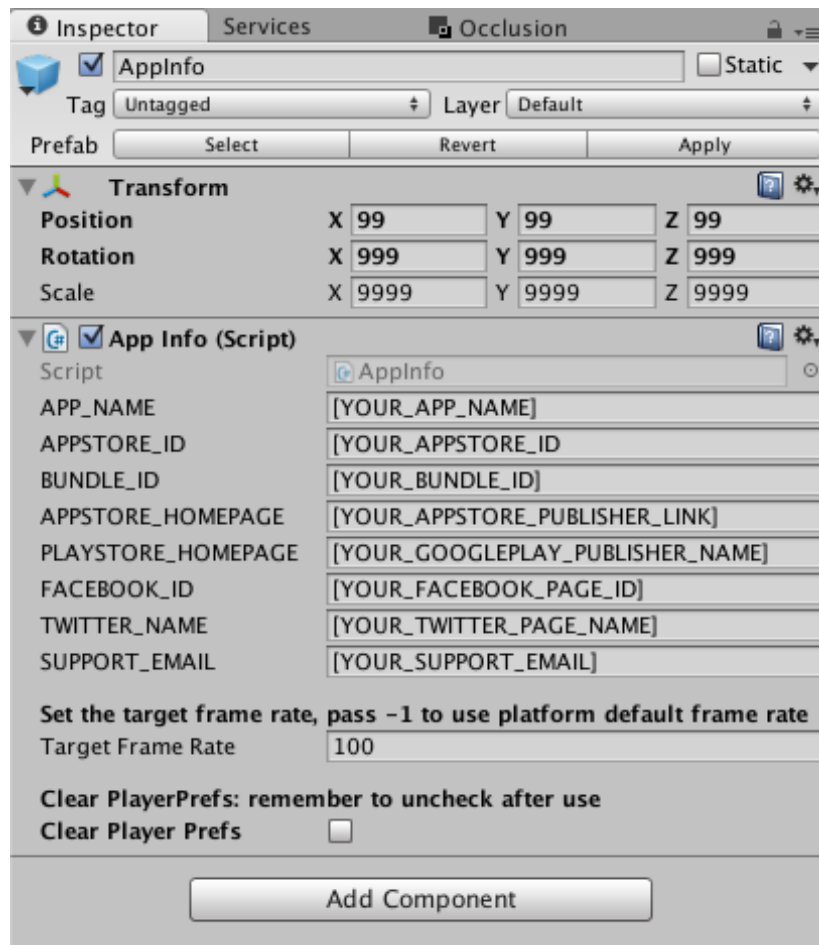 Inspector Services Occlusion
AppInfo Static
Tag Untagged Layer Default
Prefab Select Revert Apply
Transform
Position X 99 Y 99 Z 99
Rotation X 999 Y 999 Z 999
Scale X 9999 Y 9999 Z 9999
App Info (Script)
Script AppInfo
APP_NAME [YOUR_APP_NAME]
APPSTORE_ID [YOUR_APPSTORE_ID
BUNDLE_ID [YOUR_BUNDLE_ID]
APPSTORE_HOMEPAGE [YOUR_APPSTORE_PUBLISHER_LINK]
PLAYSTORE_HOMEPAGE [YOUR_GOOGLEPLAY_PUBLISHER_NAME]
FACEBOOK_ID [YOUR_FACEBOOK_PAGE_ID]
TWITTER_NAME [YOUR_TWITTER_PAGE_NAME]
SUPPORT_EMAIL [YOUR_SUPPORT_EMAIL]
Set the target frame rate, pass -1 to use platform default frame rate
Target Frame Rate 100
Clear PlayerPrefs: remember to uncheck after use
Clear Player Prefs
Add Component